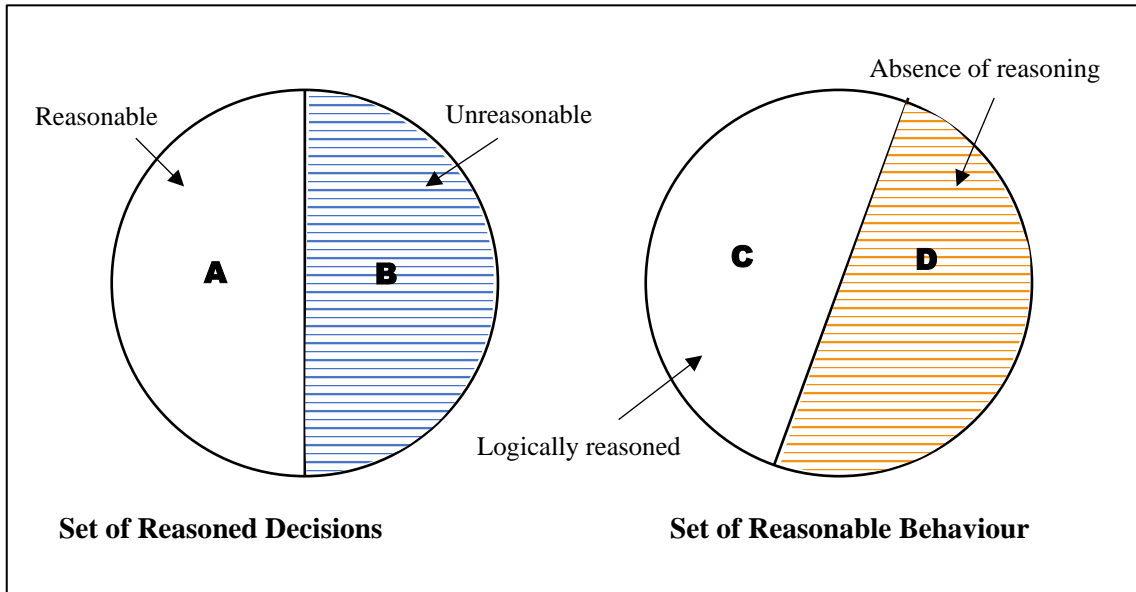 Absence of reasoning
Reasonable
Unreasonable
A
B
C
D
Logically reasoned
Set of Reasoned Decisions
Set of Reasonable Behaviour